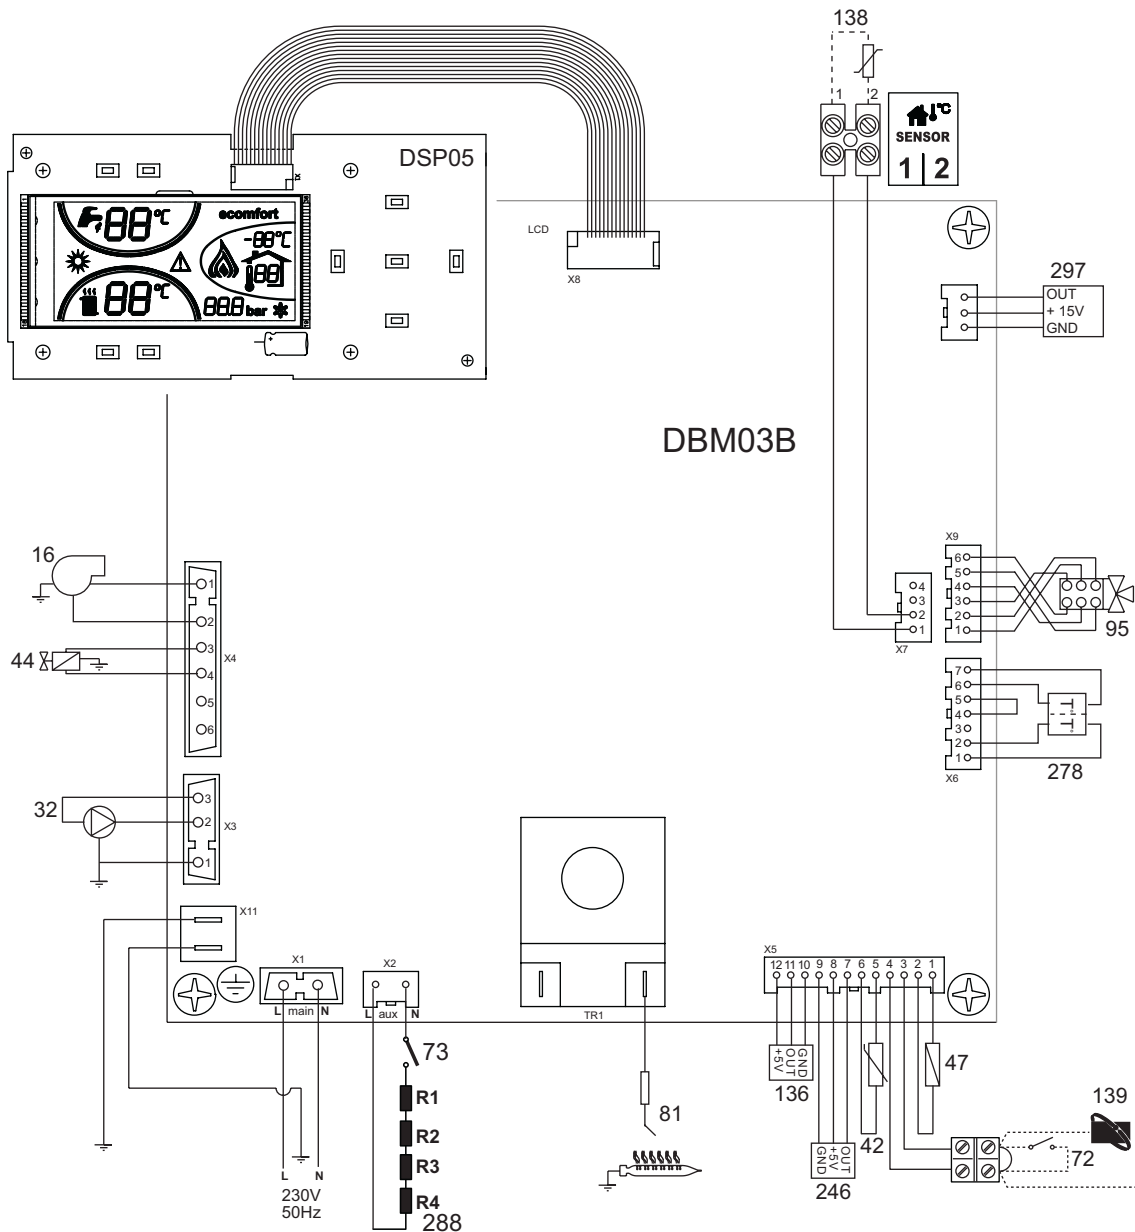 138
1 2
°C
SENSOR
1 2
DSP05
88°C
ecomfort
-88°C
88
88°C
88.8 bar
LCD
X8
297
OUT
+ 15V
GND
DBM03B
16
1
2
3
4
5
6
X4
44
X9
6
5
4
3
2
1
95
4
3
2
1
X7
7
6
5
4
3
2
1
X6
278
32
3
2
1
X3
X11
X1
L main N
X2
L aux N
TR1
X5
12 11 10 9 8 7 6 5 4 3 2 1
73
R1
R2
R3
R4
288
L N
230V
50Hz
81
+5V
OUT
GND
136
GND
+5V
OUT
246
42
47
139
72